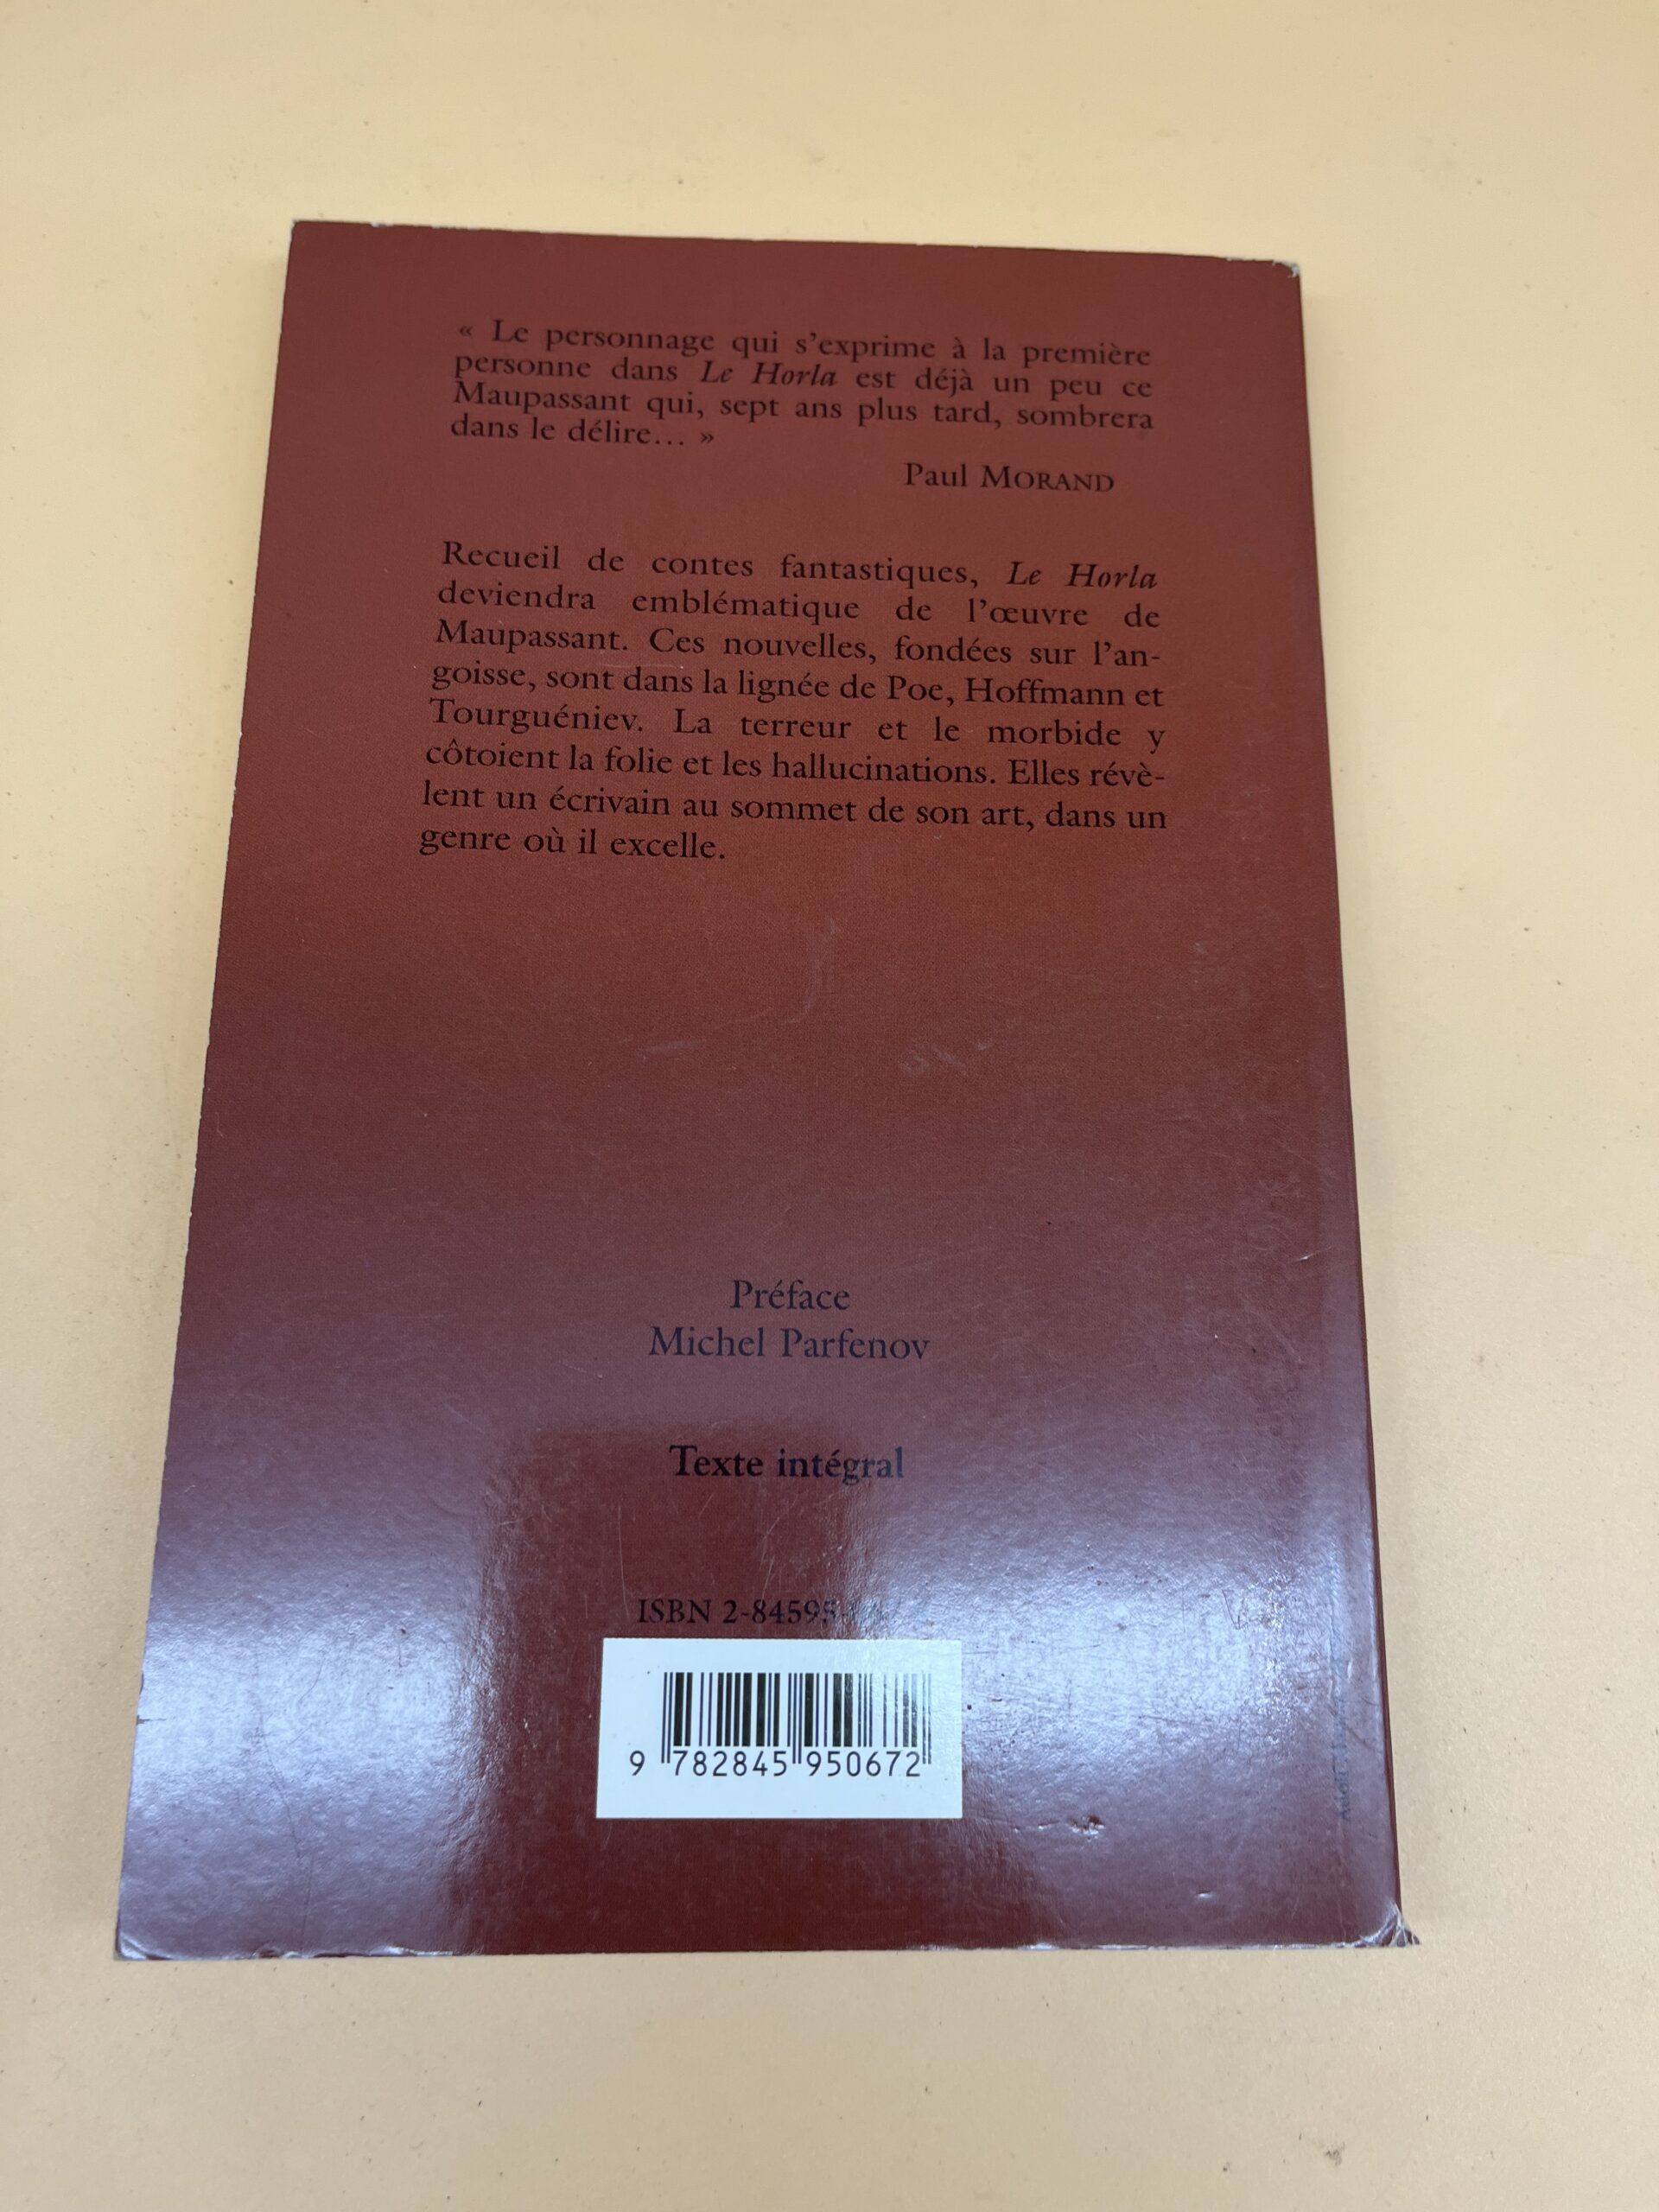 « Le personnage qui s'exprime à la première
personne dans Le Horla est déjà un peu ce
Maupassant qui, sept ans plus tard, sombrera
dans le délire... »
Paul MORAND
Recueil de contes fantastiques, Le Horla
deviendra emblématique de l'œuvre de
Maupassant. Ces nouvelles, fondées sur l'an-
goisse, sont dans la lignée de Poe, Hoffmann et
Tourguéniev. La terreur et le morbide y
côtoient la folie et les hallucinations. Elles révè-
lent un écrivain au sommet de son art, dans un
genre où il excelle.
Préface
Michel Parfenov
Texte intégral
ISBN 2-84595
9 782845 950672